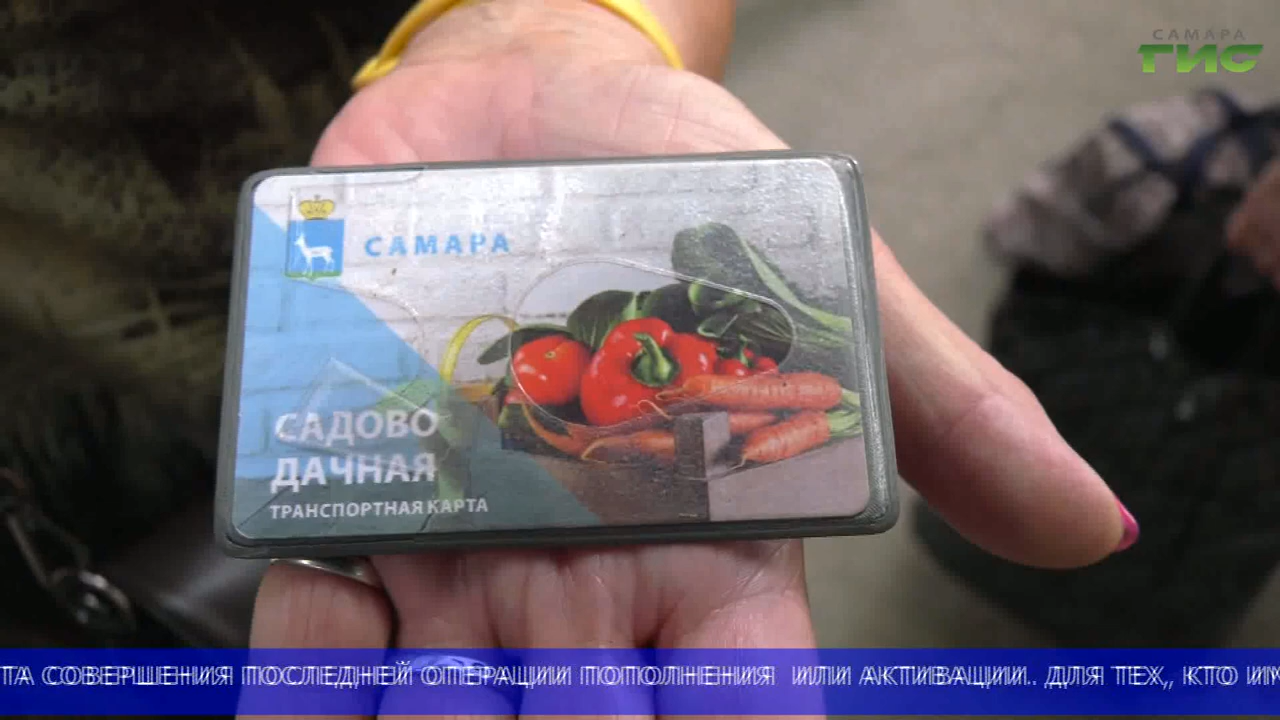 САМАРА
ГИС
САМАРА
САДОВО
ДАЧНАЯ
ТРАНСПОРТНАЯ КАРТА
ТА СОВЕРШЕНИЯ ПОСЛЕДНЕЙ ОПЕРАЦИИ ПОПОЛНЕНИЯ ИЛИ АКТИВАЦИИ. ДЛЯ ТЕХ, КТО